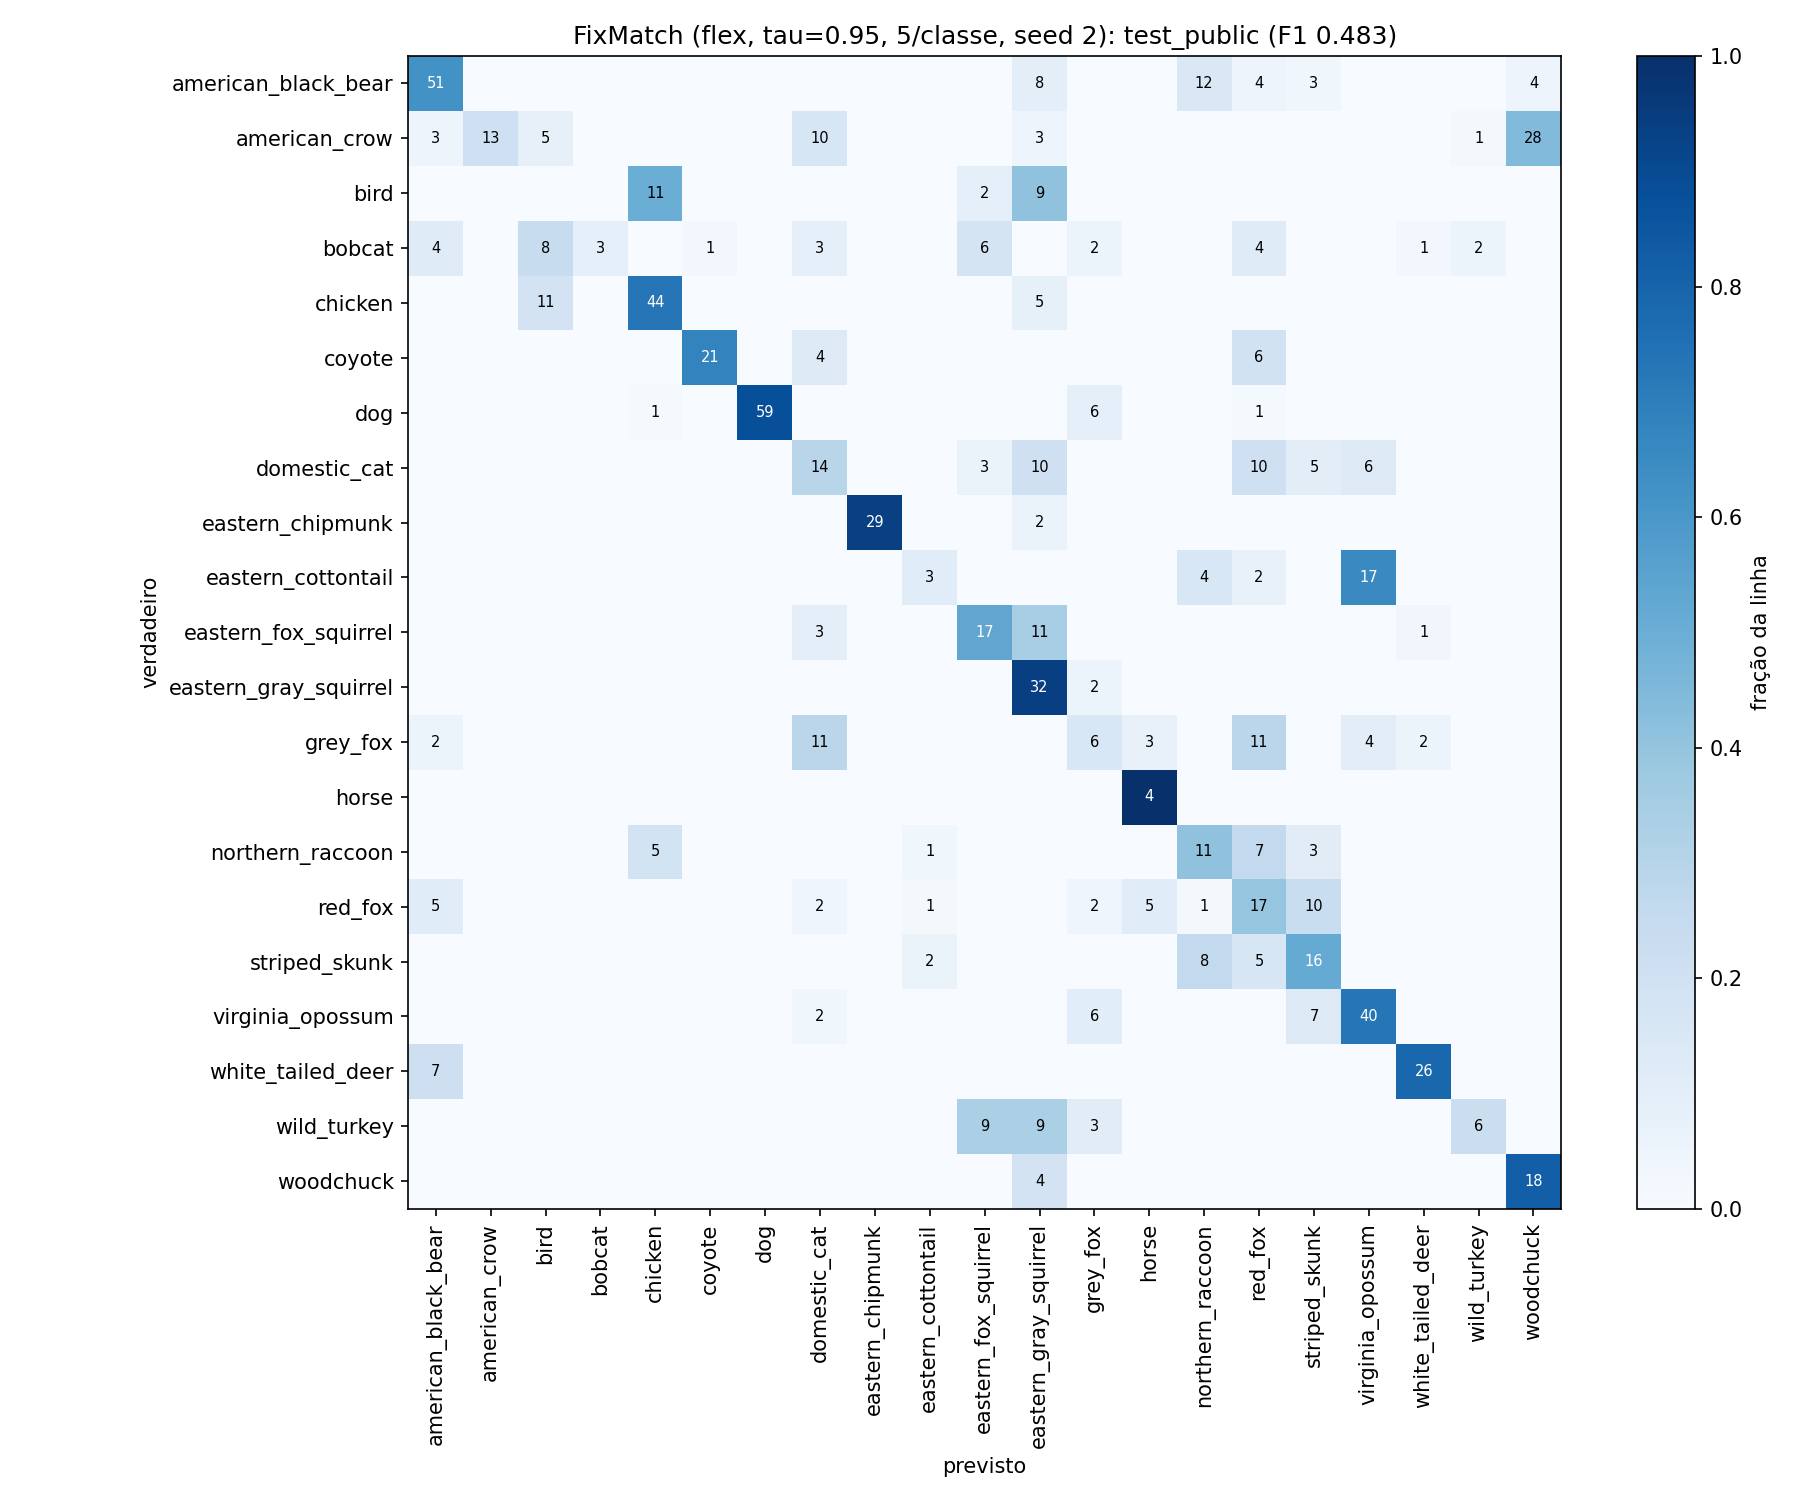 FixMatch (flex, tau=0.95, 5/classe, seed 2): test_public (F1 0.483)
american_black_bear 51 8 12 4 3 4
american_crow 3 13 5 10 3 1 28
bird 11 2 9
bobcat 4 8 3 1 3 6 2 4 1 2
chicken 11 44 5
coyote 21 4 6
dog 1 59 6 1
domestic_cat 14 3 10 10 5 6
eastern_chipmunk 29 2
eastern_cottontail 3 4 2 17
eastern_fox_squirrel 3 17 11 1
eastern_gray_squirrel 32 2
grey_fox 2 11 6 3 11 4 2
horse 4
northern_raccoon 5 1 11 7 3
red_fox 5 2 1 2 5 1 17 10
striped_skunk 2 8 5 16
virginia_opossum 2 6 7 40
white_tailed_deer 7 26
wild_turkey 9 9 3 6
woodchuck 4 18
verdadeiro
american_black_bear
american_crow
bird
bobcat
chicken
coyote
dog
domestic_cat
eastern_chipmunk
eastern_cottontail
eastern_fox_squirrel
eastern_gray_squirrel
grey_fox
horse
northern_raccoon
red_fox
striped_skunk
virginia_opossum
white_tailed_deer
wild_turkey
woodchuck
previsto
1.0
0.8
0.6
0.4
0.2
0.0
fração da linha